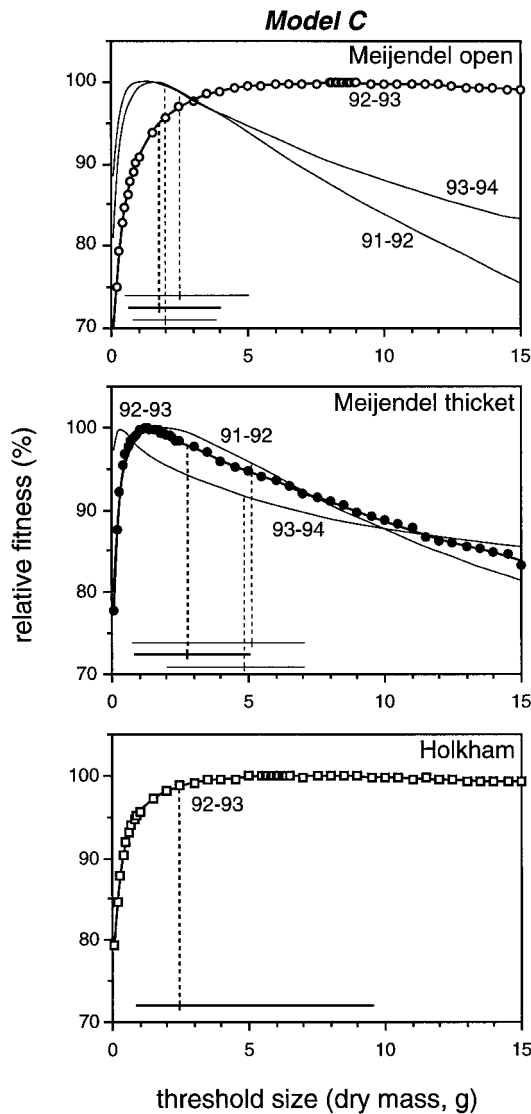 Model C
Meijendel open
100
90
80
70
92-93
93-94
91-92
0 5 10 15
Meijendel thicket
100
90
80
70
92-93
91-92
93-94
0 5 10 15
Holkham
100
90
80
70
92-93
0 5 10 15
relative fitness (%)
threshold size (dry mass, g)